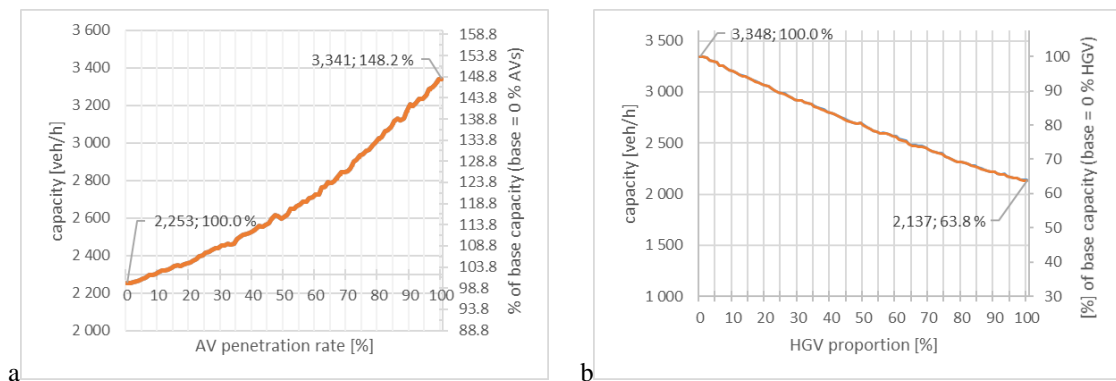 3 600
3 400
3 200
3 000
2 800
2 600
2 400
2 200
2 000
capacity [veh/h]
3,341; 148.2 %
2,253; 100.0 %
0 10 20 30 40 50 60 70 80 90 100
AV penetration rate [%]
158.8
153.8
148.8
143.8
138.8
133.8
128.8
123.8
118.8
113.8
108.8
103.8
98.8
93.8
88.8
% of base capacity (base = 0 % AVs)
a
3 500
3 000
2 500
2 000
1 500
1 000
capacity [veh/h]
3,348; 100.0 %
2,137; 63.8 %
0 10 20 30 40 50 60 70 80 90 100
HGV proportion [%]
100
90
80
70
60
50
40
30
[%] of base capacity (base = 0 % HGV)
b